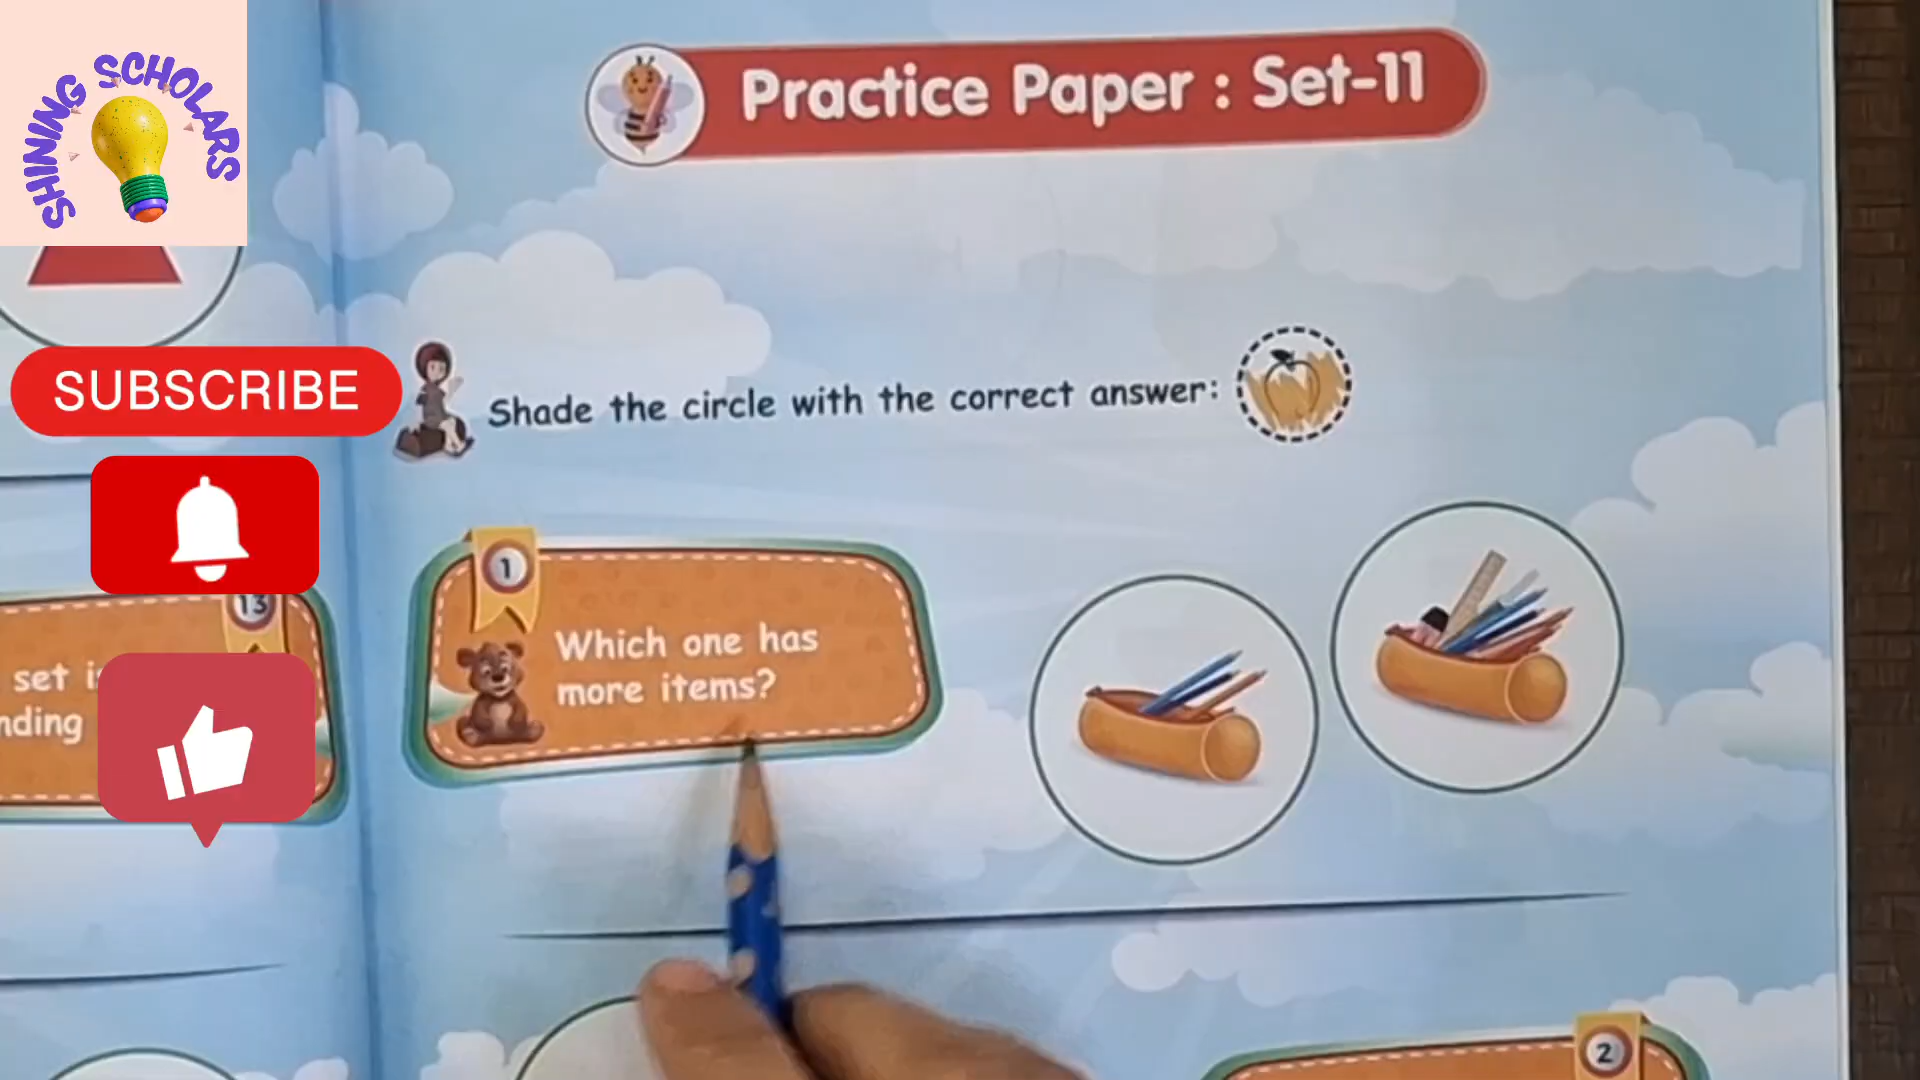 SHINING SCHOLARS
Practice Paper : Set-11
SUBSCRIBE
Shade the circle with the correct answer:
1
Which one has
more items?
13
set
nding
2